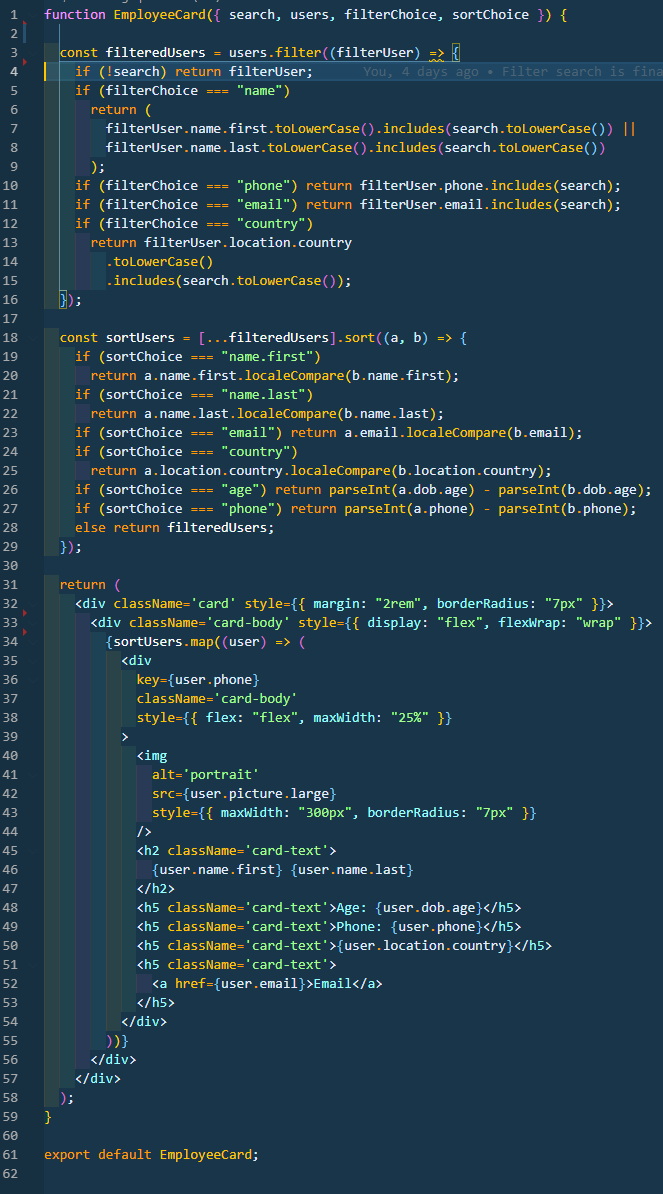 1 function EmployeeCard({ search, users, filterChoice, sortChoice }) {
2
3   const filteredUsers = users.filter((filterUser) => {
4     if (!search) return filterUser;       You, 4 days ago • Filter search is fina
5     if (filterChoice === "name")
6       return (
7         filterUser.name.first.toLowerCase().includes(search.toLowerCase()) ||
8         filterUser.name.last.toLowerCase().includes(search.toLowerCase())
9       );
10     if (filterChoice === "phone") return filterUser.phone.includes(search);
11     if (filterChoice === "email") return filterUser.email.includes(search);
12     if (filterChoice === "country")
13       return filterUser.location.country
14         .toLowerCase()
15         .includes(search.toLowerCase());
16   });
17
18   const sortUsers = [...filteredUsers].sort((a, b) => {
19     if (sortChoice === "name.first")
20       return a.name.first.localeCompare(b.name.first);
21     if (sortChoice === "name.last")
22       return a.name.last.localeCompare(b.name.last);
23     if (sortChoice === "email") return a.email.localeCompare(b.email);
24     if (sortChoice === "country")
25       return a.location.country.localeCompare(b.location.country);
26     if (sortChoice === "age") return parseInt(a.dob.age) - parseInt(b.dob.age);
27     if (sortChoice === "phone") return parseInt(a.phone) - parseInt(b.phone);
28     else return filteredUsers;
29   });
30
31   return (
32     <div className='card' style={{ margin: "2rem", borderRadius: "7px" }}>
33       <div className='card-body' style={{ display: "flex", flexWrap: "wrap" }}>
34         {sortUsers.map((user) => (
35           <div
36             key={user.phone}
37             className='card-body'
38             style={{ flex: "flex", maxWidth: "25%" }}
39           >
40             <img
41               alt='portrait'
42               src={user.picture.large}
43               style={{ maxWidth: "300px", borderRadius: "7px" }}
44             />
45             <h2 className='card-text'>
46               {user.name.first} {user.name.last}
47             </h2>
48             <h5 className='card-text'>Age: {user.dob.age}</h5>
49             <h5 className='card-text'>Phone: {user.phone}</h5>
50             <h5 className='card-text'>{user.location.country}</h5>
51             <h5 className='card-text'>
52               <a href={user.email}>Email</a>
53             </h5>
54           </div>
55         ))}
56       </div>
57     </div>
58   );
59 }
60
61 export default EmployeeCard;
62